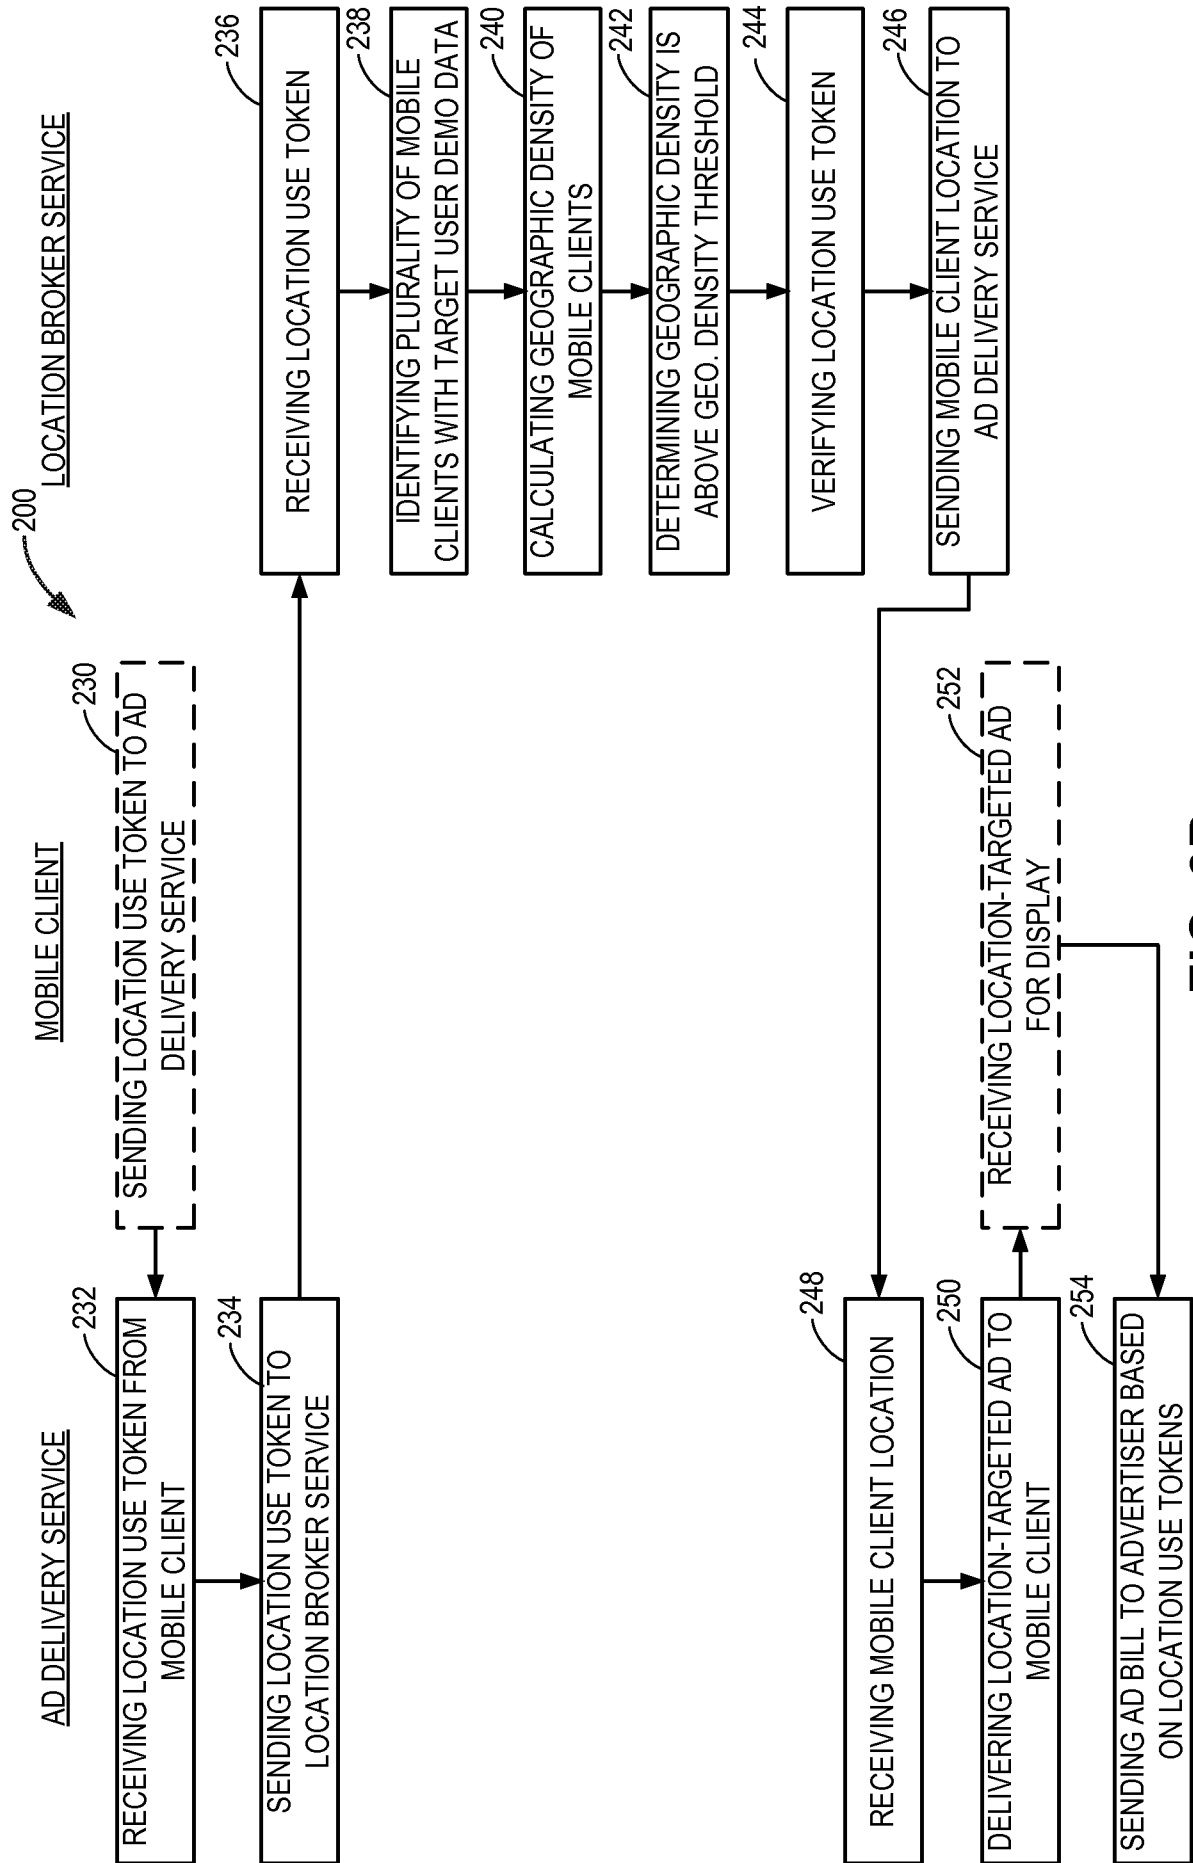 AD DELIVERY SERVICE
MOBILE CLIENT
200
LOCATION BROKER SERVICE
230
SENDING LOCATION USE TOKEN TO AD
DELIVERY SERVICE
232
RECEIVING LOCATION USE TOKEN FROM
MOBILE CLIENT
234
SENDING LOCATION USE TOKEN TO
LOCATION BROKER SERVICE
236
RECEIVING LOCATION USE TOKEN
238
IDENTIFYING PLURALITY OF MOBILE
CLIENTS WITH TARGET USER DEMO DATA
240
CALCULATING GEOGRAPHIC DENSITY OF
MOBILE CLIENTS
242
DETERMINING GEOGRAPHIC DENSITY IS
ABOVE GEO. DENSITY THRESHOLD
244
VERIFYING LOCATION USE TOKEN
246
SENDING MOBILE CLIENT LOCATION TO
AD DELIVERY SERVICE
248
RECEIVING MOBILE CLIENT LOCATION
250
DELIVERING LOCATION-TARGETED AD TO
MOBILE CLIENT
252
RECEIVING LOCATION-TARGETED AD
FOR DISPLAY
254
SENDING AD BILL TO ADVERTISER BASED
ON LOCATION USE TOKENS